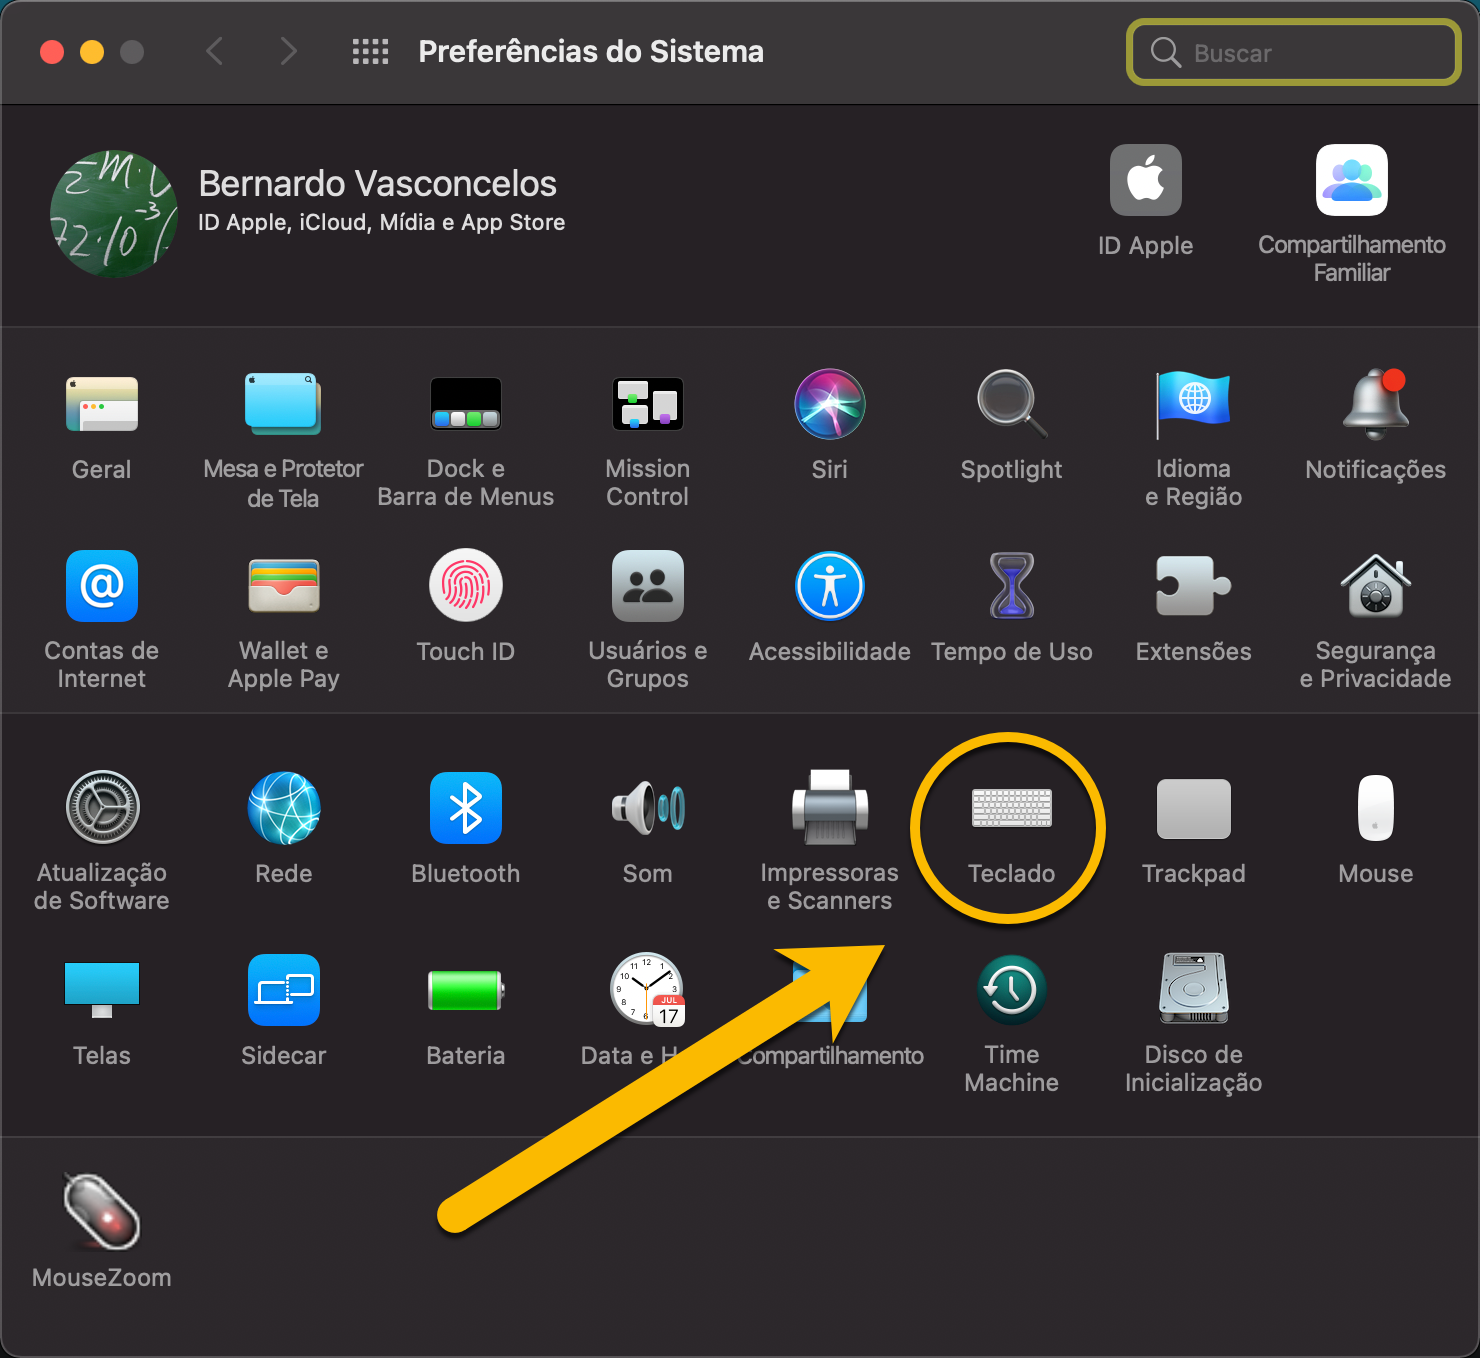 Preferências do Sistema
Buscar
Bernardo Vasconcelos
ID Apple, iCloud, Mídia e App Store
ID Apple
Compartilhamento
Familiar
Geral
Mesa e Protetor
de Tela
Dock e
Barra de Menus
Mission
Control
Siri
Spotlight
Idioma
e Região
Notificações
Contas de
Internet
Wallet e
Apple Pay
Touch ID
Usuários e
Grupos
Acessibilidade
Tempo de Uso
Extensões
Segurança
e Privacidade
Atualização
de Software
Rede
Bluetooth
Som
Impressoras
e Scanners
Teclado
Trackpad
Mouse
Telas
Sidecar
Bateria
JUL
17
Data e H
Compartilhamento
Time
Machine
Disco de
Inicialização
MouseZoom